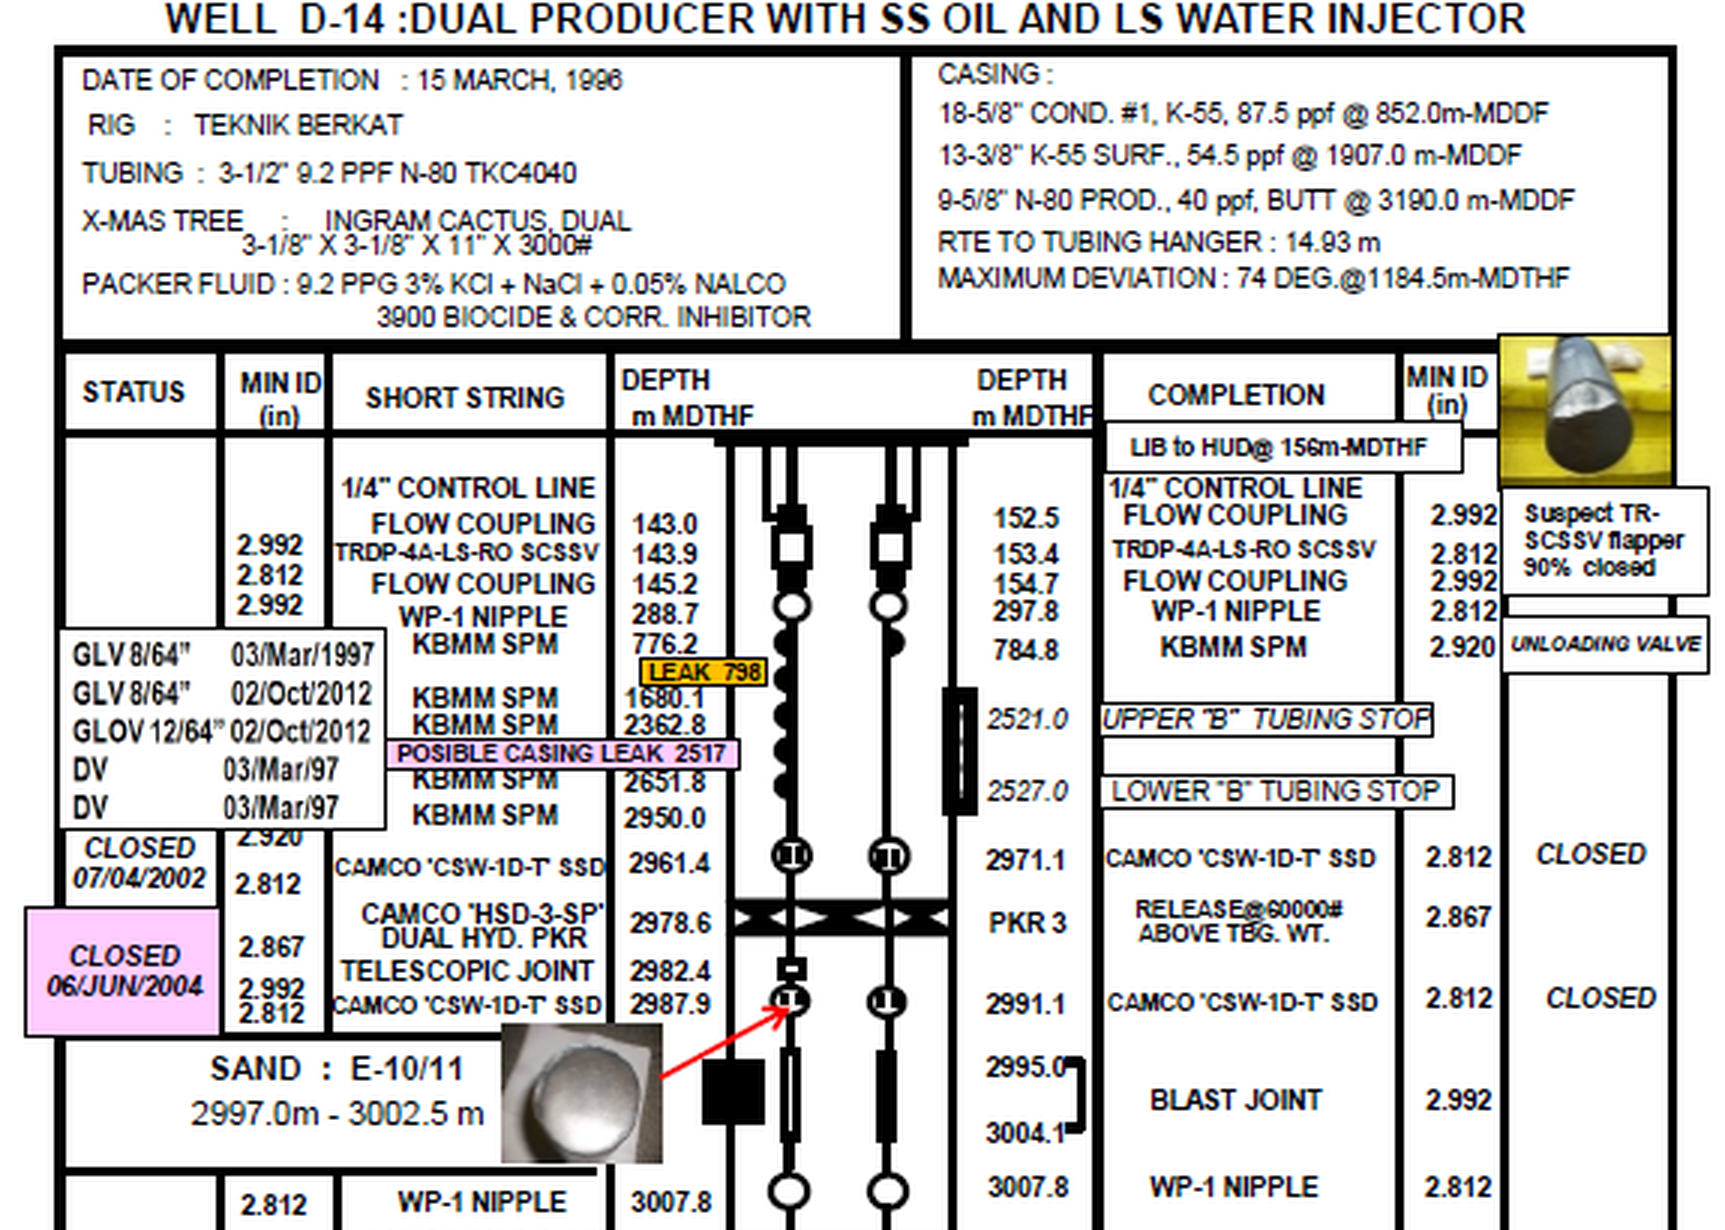 WELL D-14 :DUAL PRODUCER WITH SS OIL AND LS WATER INJECTOR
DATE OF COMPLETION : 15 MARCH, 1996
RIG : TEKNIK BERKAT
TUBING : 3-1/2" 9.2 PPF N-80 TKC4040
X-MAS TREE : INGRAM CACTUS, DUAL
3-1/8" X 3-1/8" X 11" X 3000#
PACKER FLUID : 9.2 PPG 3% KCl + NaCl + 0.05% NALCO
3900 BIOCIDE & CORR. INHIBITOR
CASING :
18-5/8" COND. #1, K-55, 87.5 ppf @ 852.0m-MDDF
13-3/8" K-55 SURF., 54.5 ppf @ 1907.0 m-MDDF
9-5/8" N-80 PROD., 40 ppf, BUTT @ 3190.0 m-MDDF
RTE TO TUBING HANGER : 14.93 m
MAXIMUM DEVIATION : 74 DEG.@1184.5m-MDTHF
STATUS
MIN ID
(in)
SHORT STRING
DEPTH
m MDTHF
DEPTH
m MDTHF
COMPLETION
MIN ID
(in)
LIB to HUD@ 156m-MDTHF
1/4" CONTROL LINE
1/4" CONTROL LINE
FLOW COUPLING 143.0
152.5 FLOW COUPLING 2.992
2.992 TRDP-4A-LS-RO SCSSV 143.9
153.4 TRDP-4A-LS-RO SCSSV 2.812
2.812 FLOW COUPLING 145.2
154.7 FLOW COUPLING 2.992
2.992 WP-1 NIPPLE 288.7
297.8 WP-1 NIPPLE 2.812
Suspect TR-
SCSSV flapper
90% closed
KBMM SPM 776.2
784.8 KBMM SPM 2.920
UNLOADING VALVE
GLV 8/64" 03/Mar/1997
GLV 8/64" 02/Oct/2012
GLOV 12/64" 02/Oct/2012
DV 03/Mar/97
DV 03/Mar/97
LEAK 798
KBMM SPM 1680.1
KBMM SPM 2362.8
2521.0 UPPER "B" TUBING STOP
POSIBLE CASING LEAK 2517
KBMM SPM 2651.8
2527.0 LOWER "B" TUBING STOP
KBMM SPM 2950.0
2.920
CLOSED
07/04/2002
2.812
CAMCO 'CSW-1D-T' SSD 2961.4
2971.1 CAMCO 'CSW-1D-T' SSD 2.812 CLOSED
CAMCO 'HSD-3-SP'
DUAL HYD. PKR
2978.6
PKR 3
RELEASE@60000#
ABOVE TBG. WT.
2.867
CLOSED
06/JUN/2004
2.867
TELESCOPIC JOINT 2982.4
2.992
2.812
CAMCO 'CSW-1D-T' SSD 2987.9
2991.1 CAMCO 'CSW-1D-T' SSD 2.812 CLOSED
SAND : E-10/11
2997.0m - 3002.5 m
2995.0
BLAST JOINT 2.992
3004.1
2.812 WP-1 NIPPLE 3007.8
3007.8 WP-1 NIPPLE 2.812